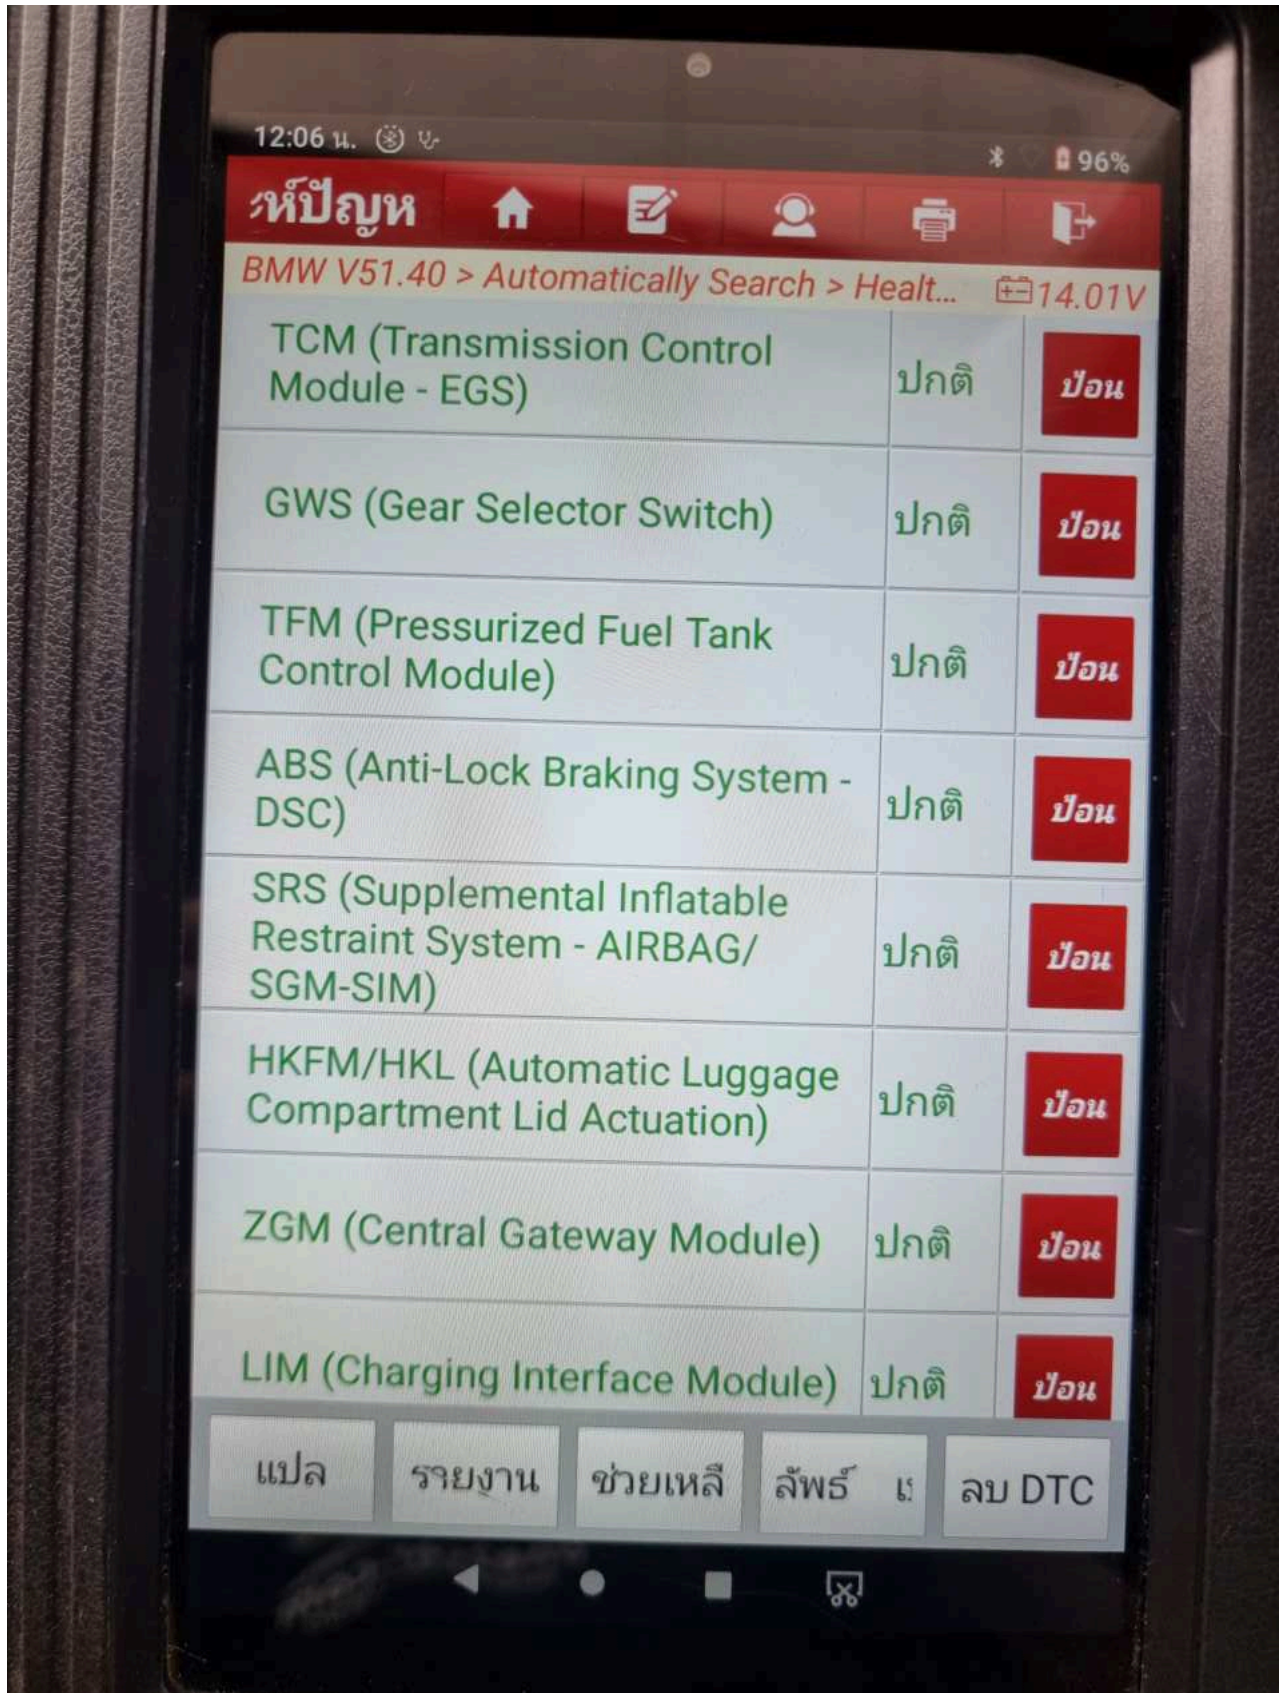 12:06 น.
96%
ห์ปัญห
BMW V51.40 > Automatically Search > Healt... 14.01V
TCM (Transmission Control
Module - EGS)
ปกติ
ป้อน
GWS (Gear Selector Switch)
ปกติ
ป้อน
TFM (Pressurized Fuel Tank
Control Module)
ปกติ
ป้อน
ABS (Anti-Lock Braking System -
DSC)
ปกติ
ป้อน
SRS (Supplemental Inflatable
Restraint System - AIRBAG/
SGM-SIM)
ปกติ
ป้อน
HKFM/HKL (Automatic Luggage
Compartment Lid Actuation)
ปกติ
ป้อน
ZGM (Central Gateway Module)
ปกติ
ป้อน
LIM (Charging Interface Module)
ปกติ
ป้อน
แปล
รายงาน
ช่วยเหลื
ลัพธ์
ลบ DTC